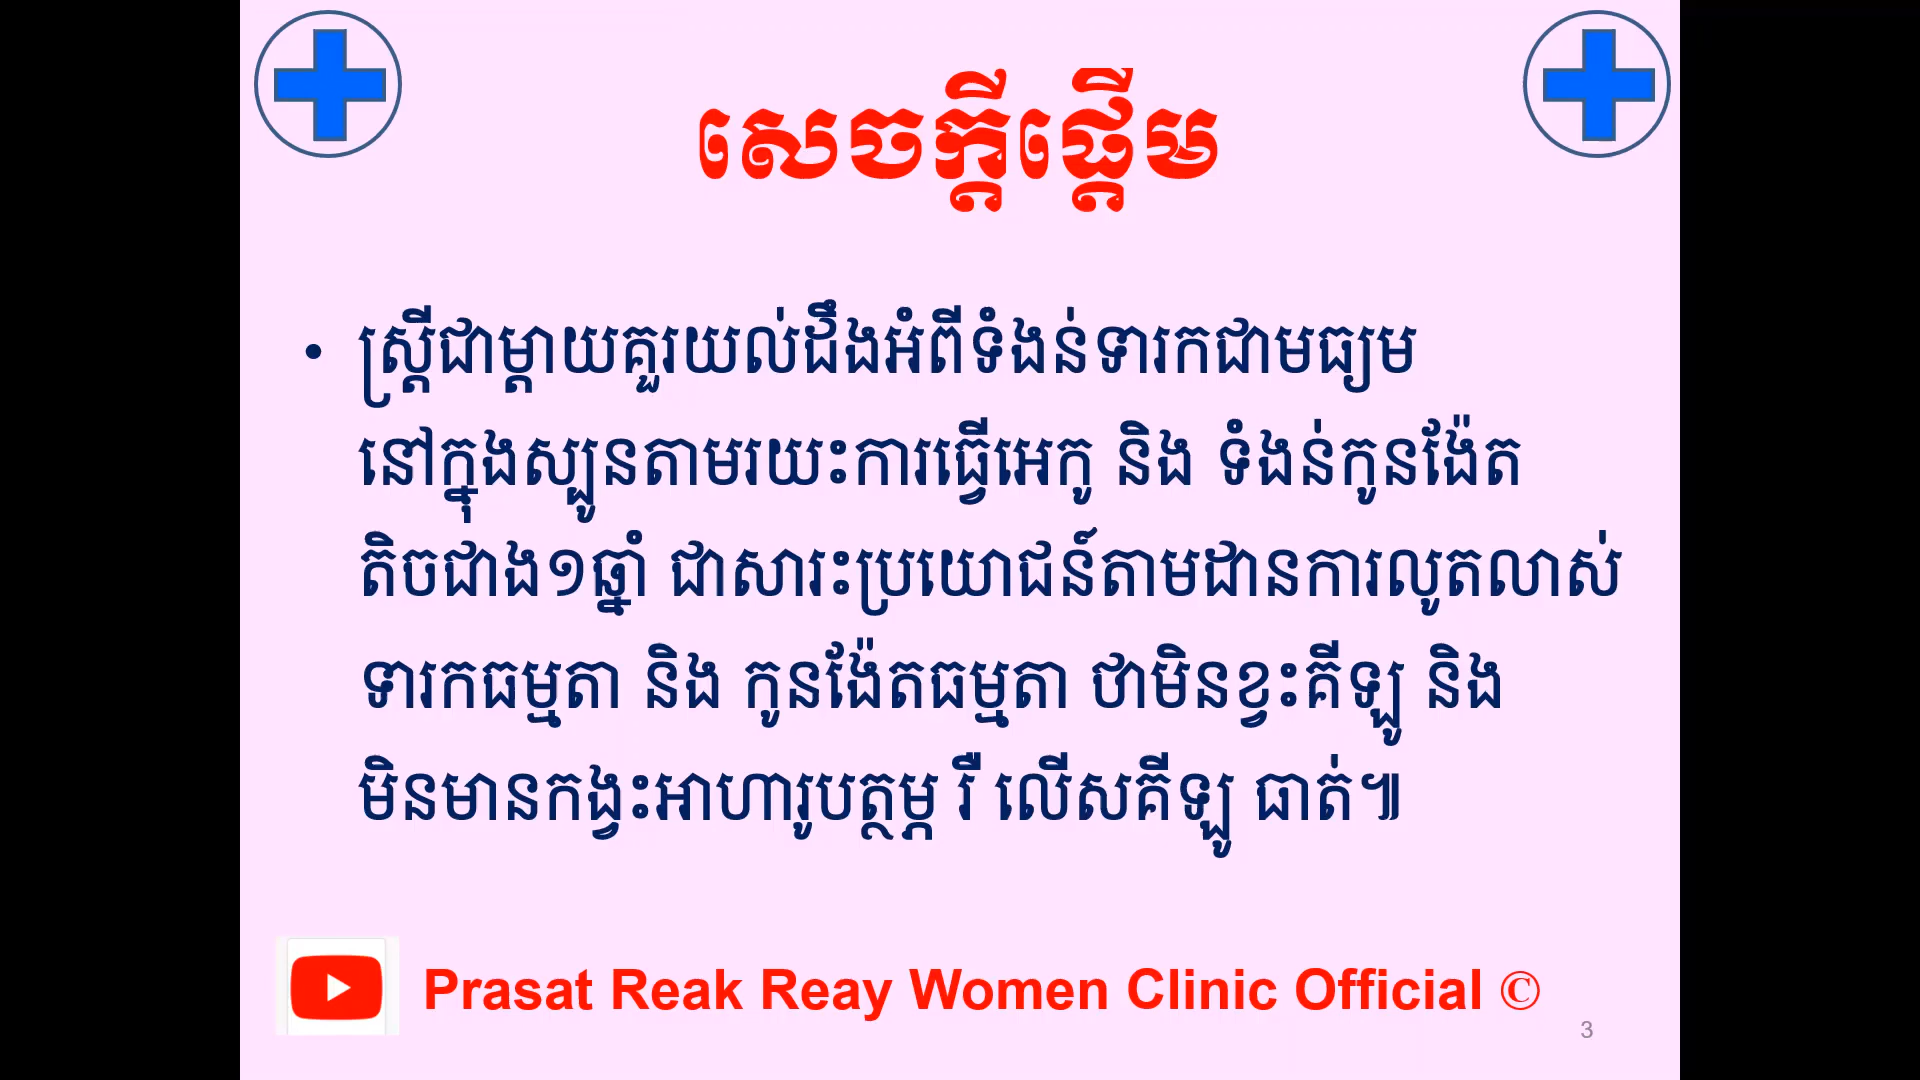 សេចក្តីផ្តើម
• ស្ត្រីជាម្តាយគួរយល់ដឹងអំពីទំងន់ទារកជាមធ្យម
នៅក្នុងស្បូនតាមរយះការធ្វើអេកូ និង ទំងន់កូនង៉ែត
តិចជាង១ឆ្នាំ ជាសារះប្រយោជន៍តាមដានការលូតលាស់
ទារកធម្មតា និង កូនង៉ែតធម្មតា ថាមិនខ្វះគីឡូ និង
មិនមានកង្វះអាហារូបត្ថម្ភ រឺ លើសគីឡូ ធាត់៕
Prasat Reak Reay Women Clinic Official ©
3